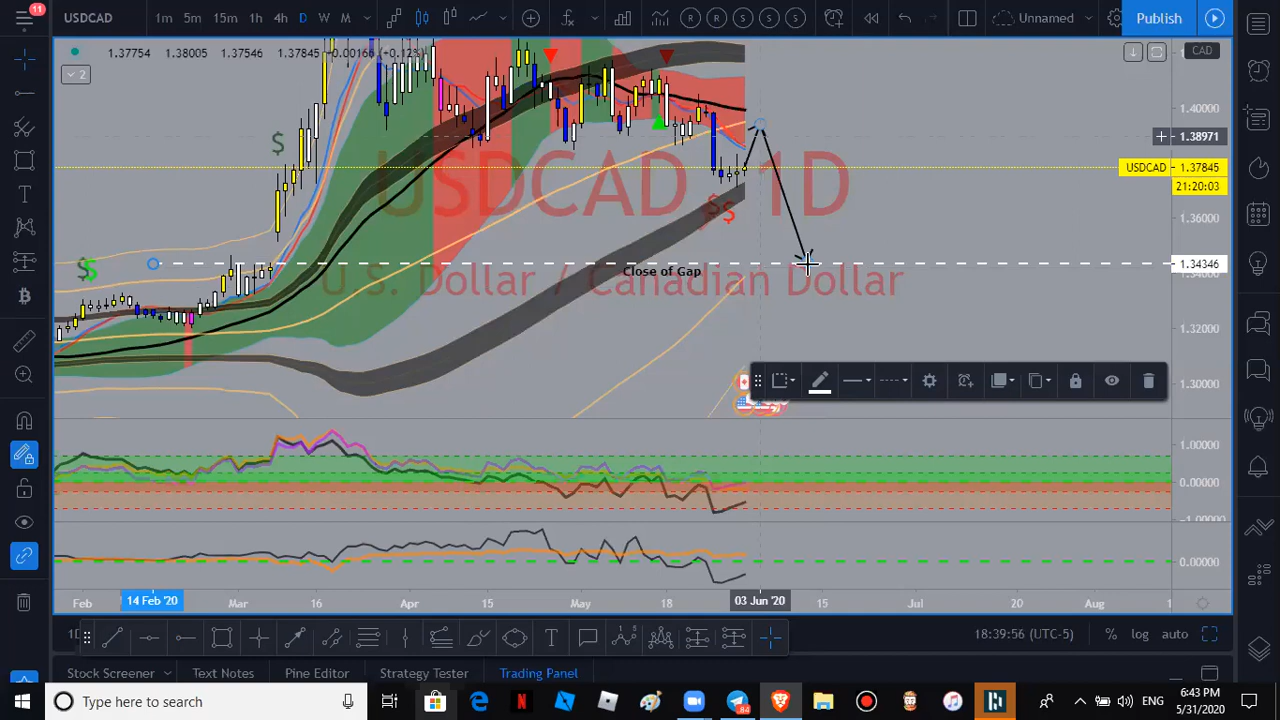 11
1m 5m 15m 1h 4h D W M
R R S S
Unnamed
Publish
1.37754 1.38005 1.37546 1.37845 +0.00166 (+0.12%)
2
CAD
1.40000
1.38971
USDCAD 1.37845
21:20:03
1.36000
1.34346
1.32000
1.30000
USDCAD 1D
U.S. Dollar / Canadian Dollar
$
$
$
$$
Close of Gap
1.00000
0.00000
-1.00000
0.00000
Feb 14 Feb '20 Mar 16 Apr 15 May 18 03 Jun '20 15 Jul 20 Aug
18:39:56 (UTC-5) % log auto
Stock Screener Text Notes Pine Editor Strategy Tester Trading Panel
Type here to search
84
ENG
6:43 PM
5/31/2020